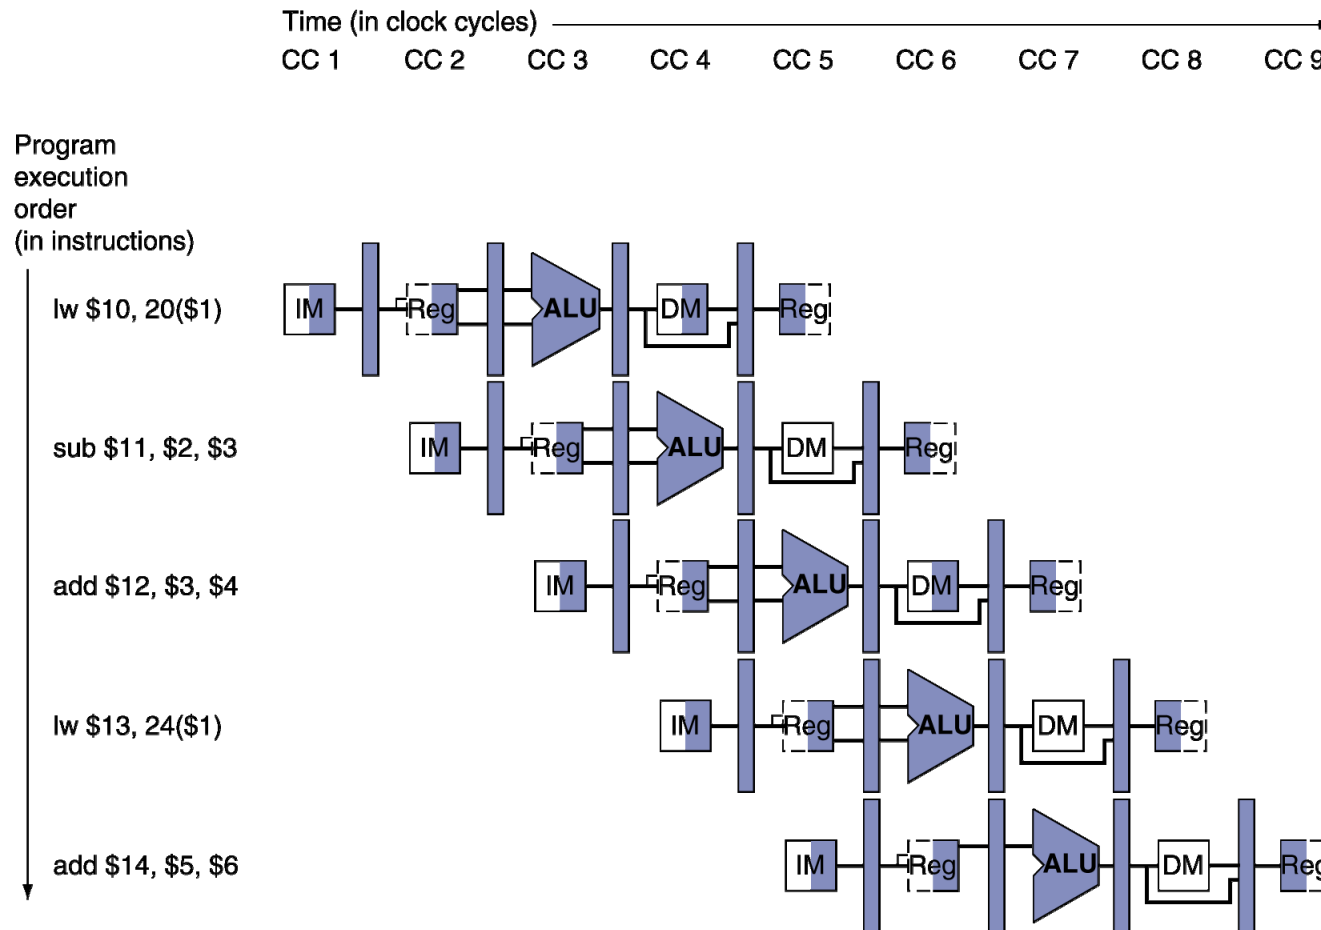 Time (in clock cycles)
CC 1 CC 2 CC 3 CC 4 CC 5 CC 6 CC 7 CC 8 CC 9
Program
execution
order
(in instructions)
lw $10, 20($1) IM Reg ALU DM Reg
sub $11, $2, $3 IM Reg ALU DM Reg
add $12, $3, $4 IM Reg ALU DM Reg
lw $13, 24($1) IM Reg ALU DM Reg
add $14, $5, $6 IM Reg ALU DM Reg